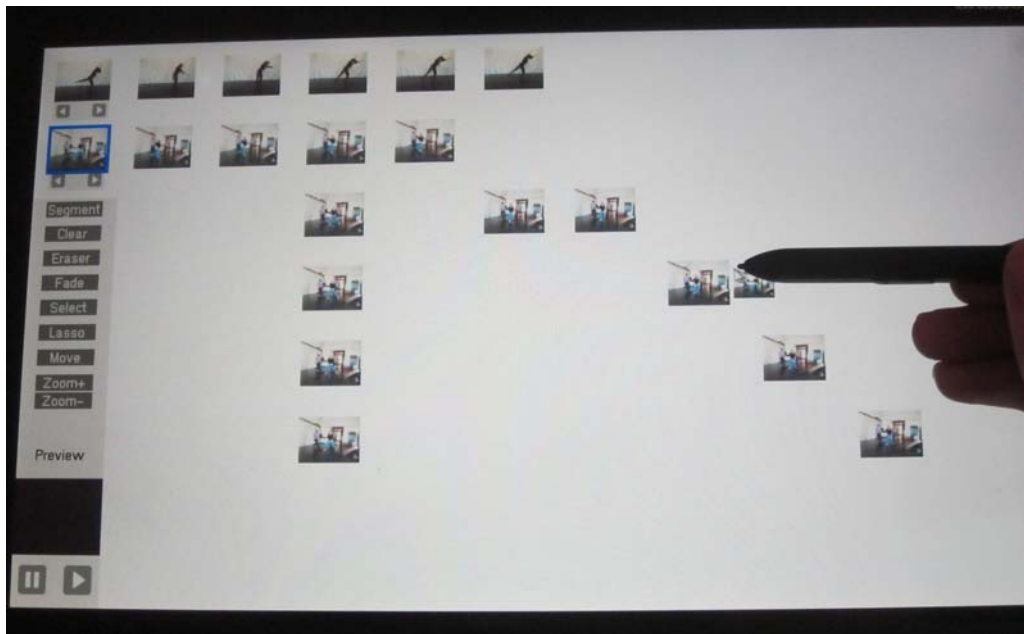 Segment
Clear
Eraser
Fade
Select
Lasso
Move
Zoom+
Zoom-
Preview